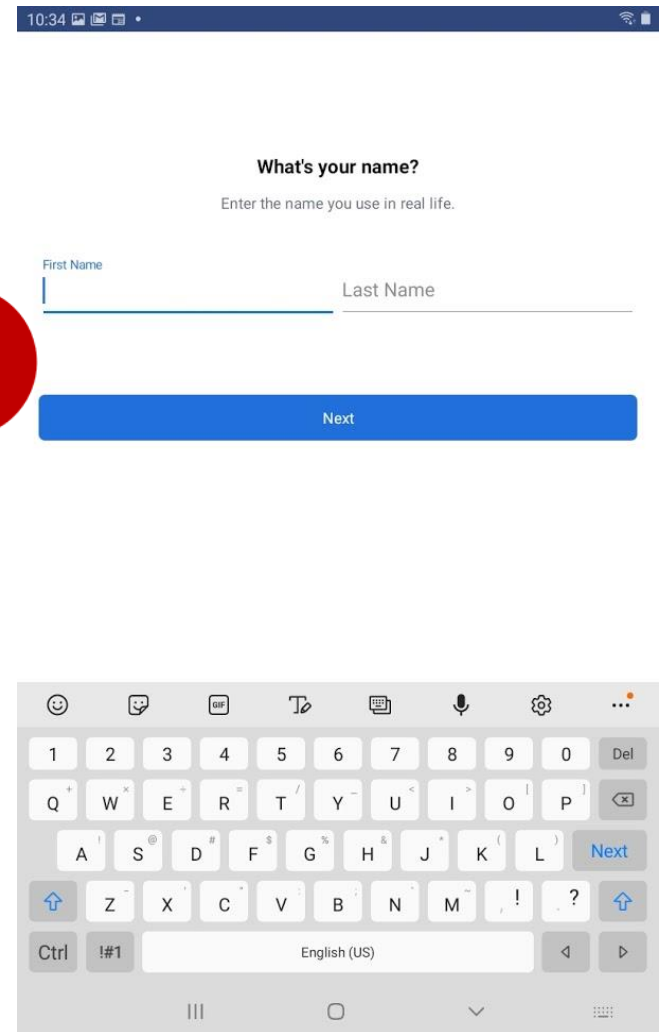 10:34
What's your name?
Enter the name you use in real life.
First Name
Last Name
Next
GIF
1 2 3 4 5 6 7 8 9 0 Del
Q + W × E ÷ R = T / Y _ U < I > O [ P ]
A ! S @ D # F $ G % H & J * K ( L ) Next
Z - X ' C " V : B ; N ` M ~ , ! . ?
Ctrl !#1 English (US)